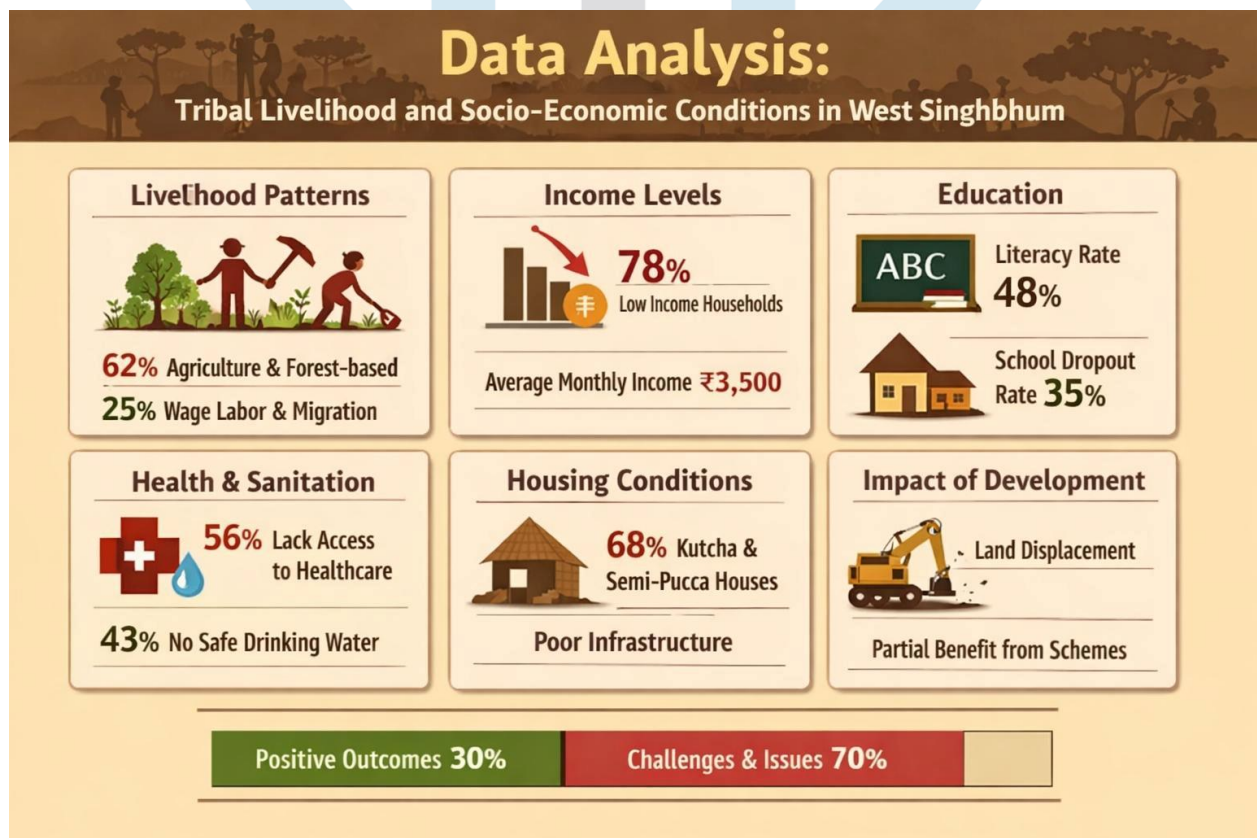 Data Analysis:
Tribal Livelihood and Socio-Economic Conditions in West Singhbhum
Livelihood Patterns
62% Agriculture & Forest-based
25% Wage Labor & Migration
Income Levels
78%
Low Income Households
Average Monthly Income ₹3,500
Education
ABC
Literacy Rate
48%
School Dropout
Rate 35%
Health & Sanitation
56% Lack Access
to Healthcare
43% No Safe Drinking Water
Housing Conditions
68% Kutcha &
Semi-Pucca Houses
Poor Infrastructure
Impact of Development
Land Displacement
Partial Benefit from Schemes
Positive Outcomes 30%
Challenges & Issues 70%